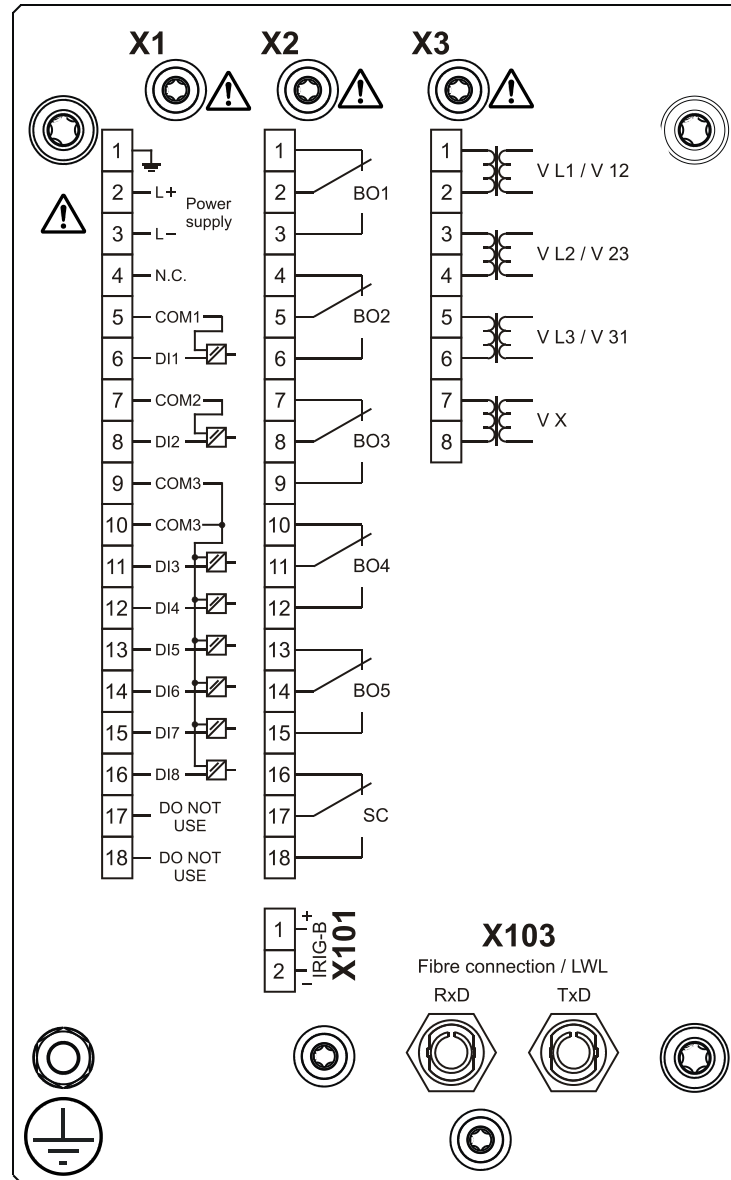 X1 X2 X3
1
2 L+ Power
supply
3 L−
4 N.C.
5 COM1
6 DI1
7 COM2
8 DI2
9 COM3
10 COM3
11 DI3
12 DI4
13 DI5
14 DI6
15 DI7
16 DI8
17 DO NOT
USE
18 DO NOT
USE
1
2 BO1
3
4
5 BO2
6
7
8 BO3
9
10
11 BO4
12
13
14 BO5
15
16
17 SC
18
1 V L1 / V 12
2
3 V L2 / V 23
4
5 V L3 / V 31
6
7 V X
8
1 +
2 −
IRIG-B
X101
X103
Fibre connection / LWL
RxD TxD